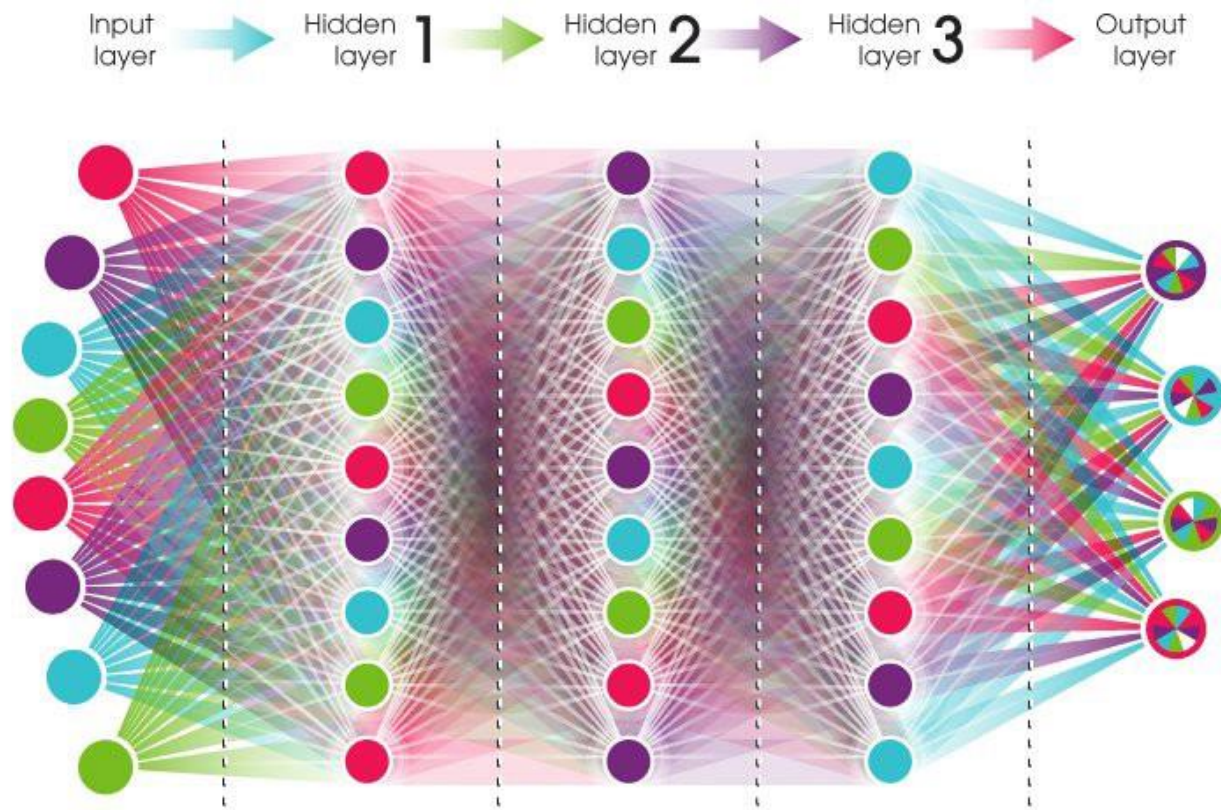 Input layer
Hidden layer 1
Hidden layer 2
Hidden layer 3
Output layer